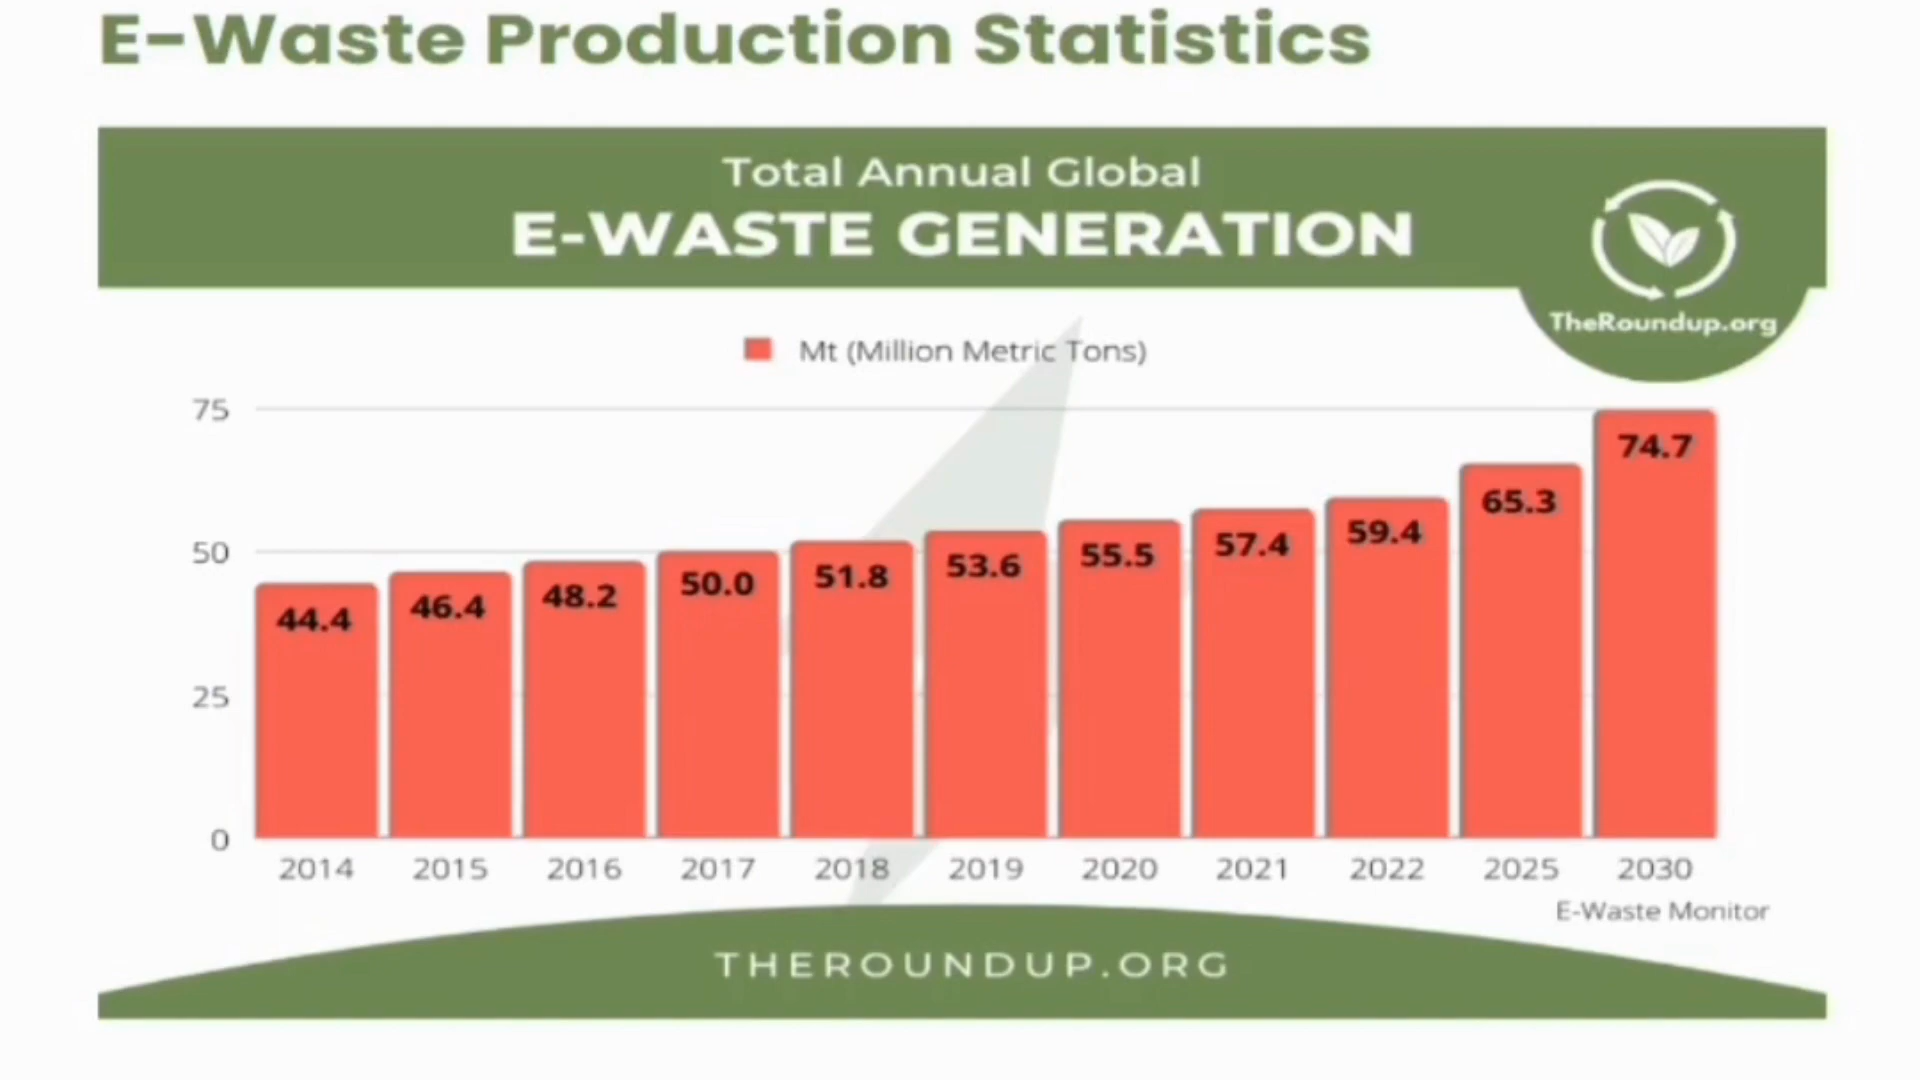 E-Waste Production Statistics
Total Annual Global
E-WASTE GENERATION
TheRoundup.org
Mt (Million Metric Tons)
75
50
25
0
44.4
46.4
48.2
50.0
51.8
53.6
55.5
57.4
59.4
65.3
74.7
2014 2015 2016 2017 2018 2019 2020 2021 2022 2025 2030
E-Waste Monitor
THEROUNDUP.ORG